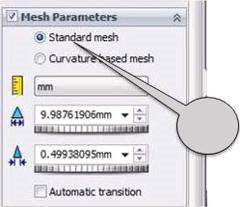 Mesh Parameters
Standard mesh
Curvature based mesh
mm
9.98761906mm
0.49938095mm
Automatic transition